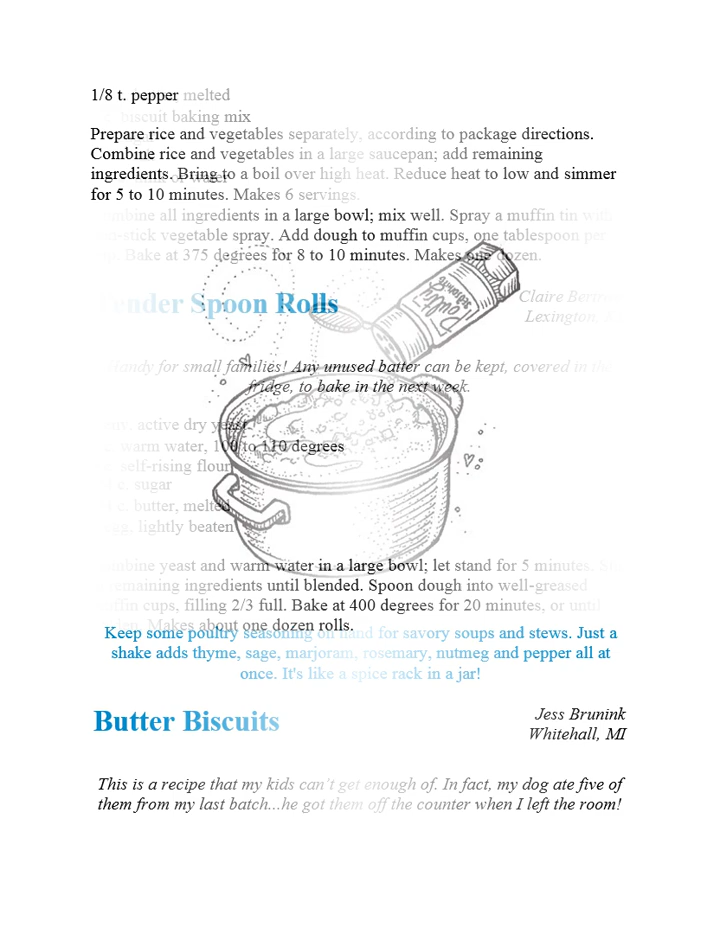 1/8 t. pepper melted
biscuit baking mix
Prepare rice and vegetables separately, according to package directions.
Combine rice and vegetables in a large saucepan; add remaining
ingredients. Bring to a boil over high heat. Reduce heat to low and simmer
for 5 to 10 minutes. Makes 6 servings.
all ingredients in a large bowl; mix well. Spray a muffin tin
vegetable spray. Add dough to muffin cups, one tablespoon per
Bake at 375 degrees for 8 to 10 minutes. Makes one dozen.
Poultry Seasoning
Spoon Rolls
Claire
Lexington,
Handy for small families! Any unused batter can be kept, covered in the
fridge, to bake in the next week.
active dry yeast
warm water, 100 to 110 degrees
self-rising flour
c. sugar
c. butter, melted
lightly beaten
yeast and warm water in a large bowl; let stand for 5 minutes.
remaining ingredients until blended. Spoon dough into well-greased
cups, filling 2/3 full. Bake at 400 degrees for 20 minutes, or until
Makes about one dozen rolls.
Keep some poultry seasoning on hand for savory soups and stews. Just a
shake adds thyme, sage, marjoram, rosemary, nutmeg and pepper all at
once. It's like a spice rack in a jar!
Butter Biscuits
Jess Brunink
Whitehall, MI
This is a recipe that my kids can't get enough of. In fact, my dog ate five of
them from my last batch...he got them off the counter when I left the room!